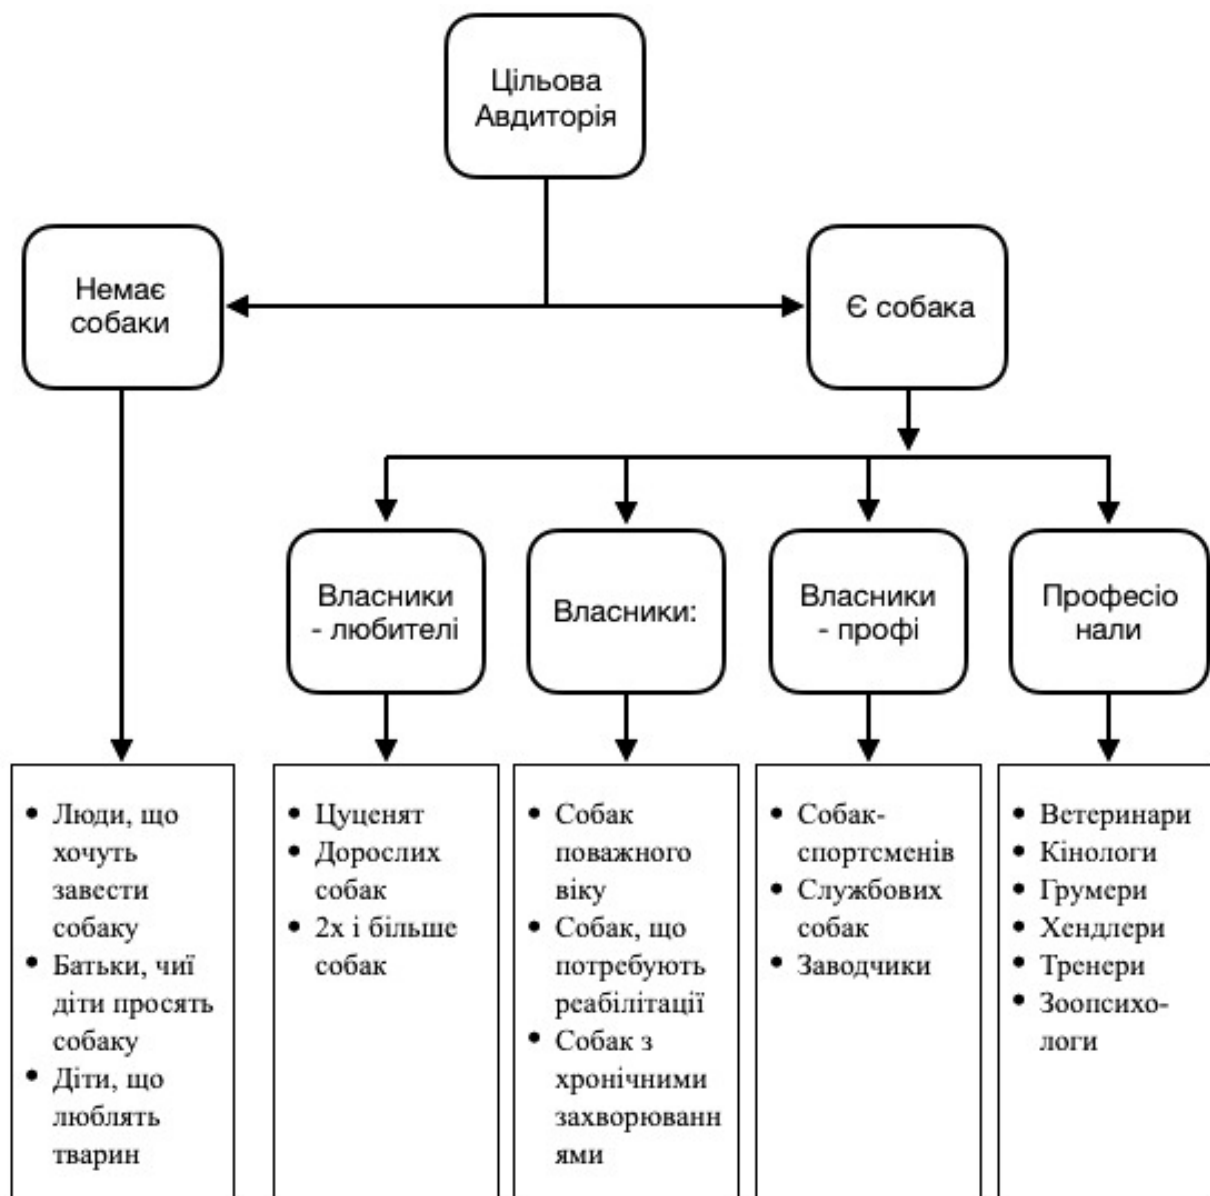 Цільова
Авдиторія
Немає
собаки
Є собака
Власники
- любителі
Власники:
Власники
- профі
Професіо
нали
• Люди, що
хочуть
завести
собаку
• Батьки, чиї
діти просять
собаку
• Діти, що
люблять
тварин
• Цуценят
• Дорослих
собак
• 2х і більше
собак
• Собак
поважного
віку
• Собак, що
потребують
реабілітації
• Собак з
хронічними
захворюванн
ями
• Собак-
спортсменів
• Службових
собак
• Заводчики
• Ветеринари
• Кінологи
• Грумери
• Хендлери
• Тренери
• Зоопсихо-
логи